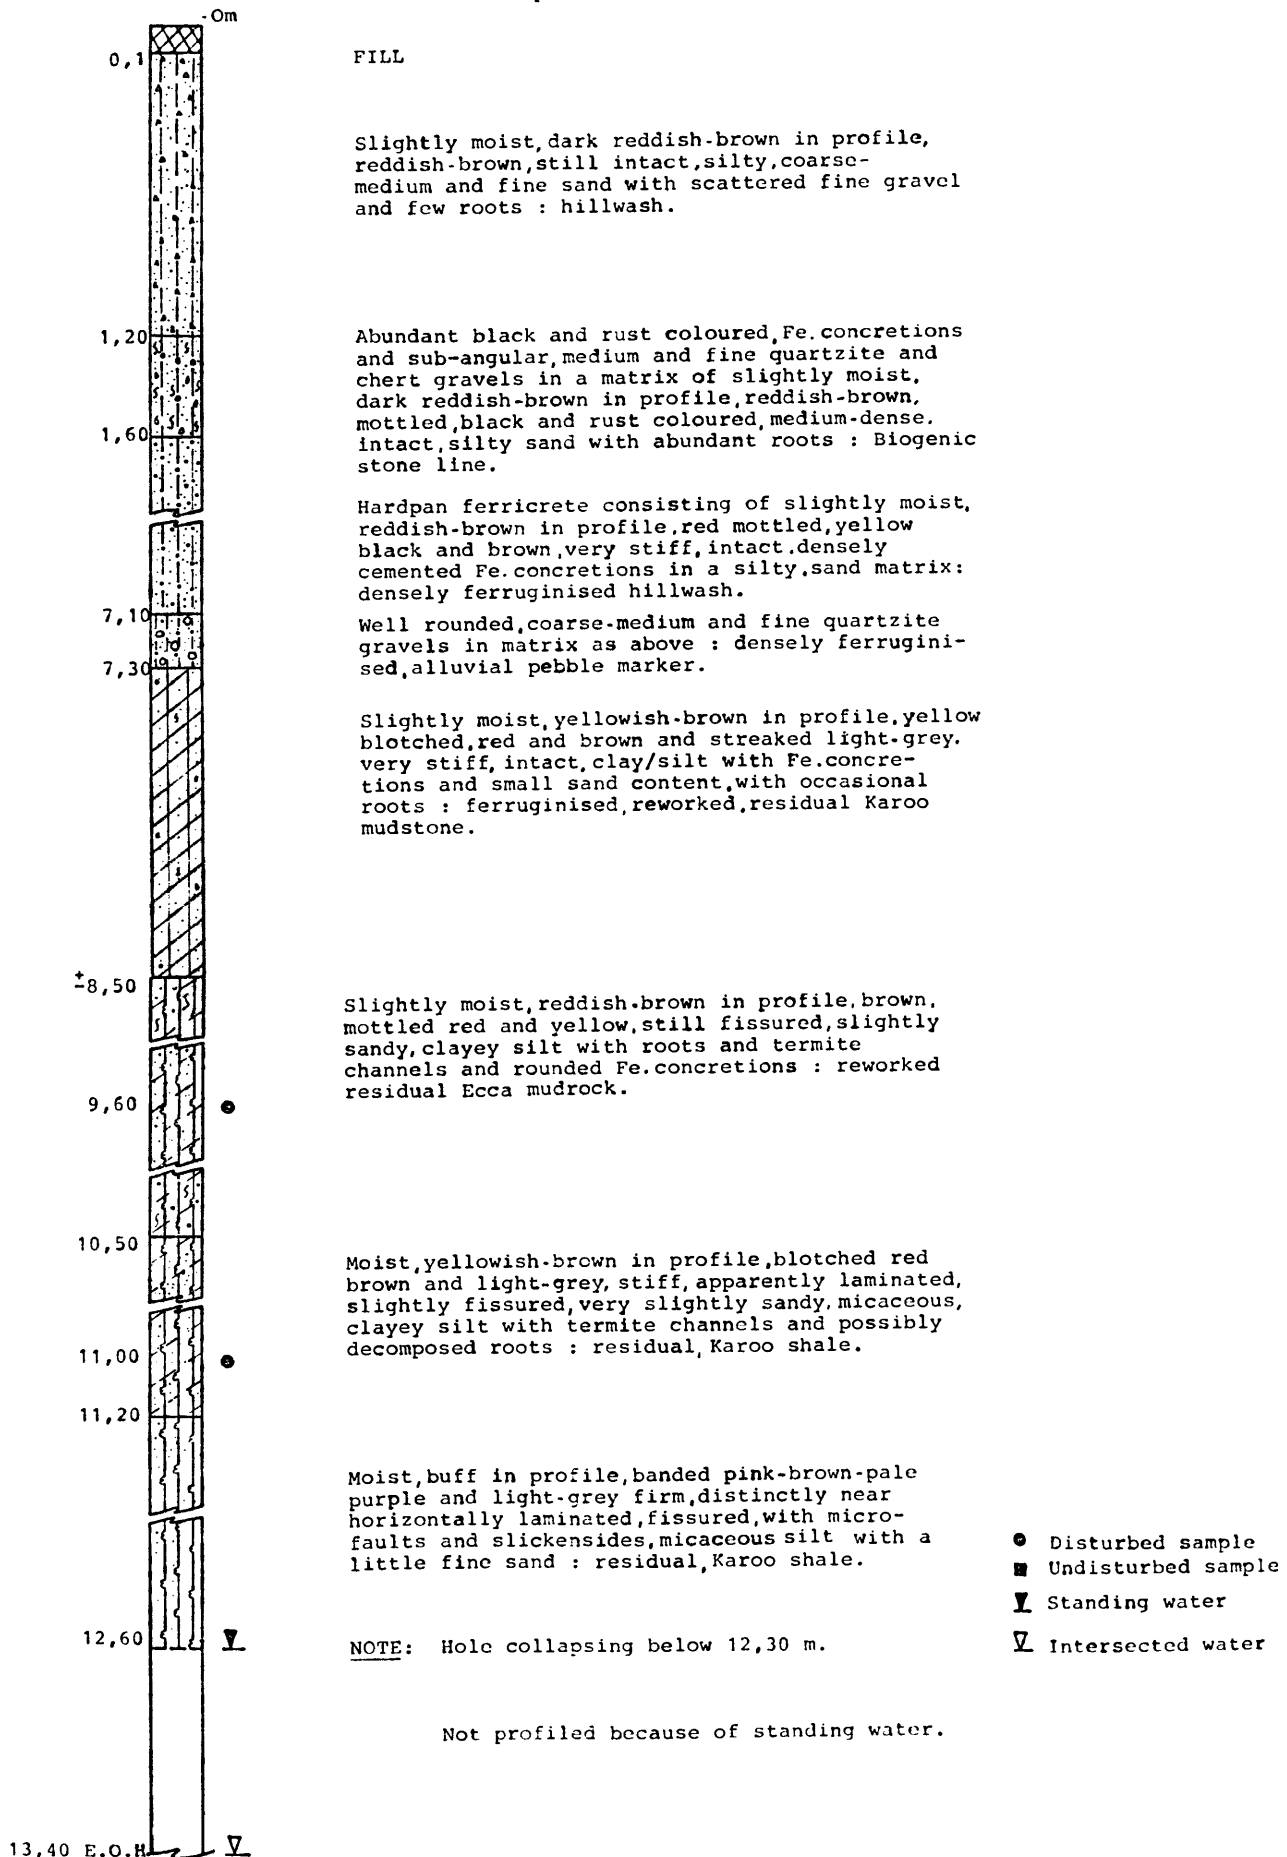 -Om
0,1
FILL
Slightly moist,dark reddish-brown in profile,
reddish-brown,still intact,silty,coarse-
medium and fine sand with scattered fine gravel
and few roots : hillwash.
1,20
Abundant black and rust coloured,Fe.concretions
and sub-angular,medium and fine quartzite and
chert gravels in a matrix of slightly moist,
dark reddish-brown in profile,reddish-brown,
mottled,black and rust coloured,medium-dense.
intact,silty sand with abundant roots : Biogenic
stone line.
1,60
Hardpan ferricrete consisting of slightly moist,
reddish-brown in profile,red mottled,yellow
black and brown,very stiff,intact.densely
cemented Fe.concretions in a silty,sand matrix:
densely ferruginised hillwash.
7,10
Well rounded,coarse-medium and fine quartzite
gravels in matrix as above : densely ferrugini-
sed,alluvial pebble marker.
7,30
Slightly moist,yellowish-brown in profile,yellow
blotched,red and brown and streaked light-grey.
very stiff,intact,clay/silt with Fe.concre-
tions and small sand content,with occasional
roots : ferruginised,reworked,residual Karoo
mudstone.
±8,50
Slightly moist,reddish-brown in profile,brown,
mottled red and yellow,still fissured,slightly
sandy,clayey silt with roots and termite
channels and rounded Fe.concretions : reworked
residual Ecca mudrock.
9,60
10,50
Moist,yellowish-brown in profile,blotched red
brown and light-grey,stiff,apparently laminated,
slightly fissured,very slightly sandy,micaceous,
clayey silt with termite channels and possibly
decomposed roots : residual,Karoo shale.
11,00
11,20
Moist,buff in profile,banded pink-brown-pale
purple and light-grey firm,distinctly near
horizontally laminated,fissured,with micro-
faults and slickensides,micaceous silt with a
little fine sand : residual,Karoo shale.
Disturbed sample
Undisturbed sample
Standing water
Intersected water
12,60
NOTE: Hole collapsing below 12,30 m.
Not profiled because of standing water.
13,40 E.O.H